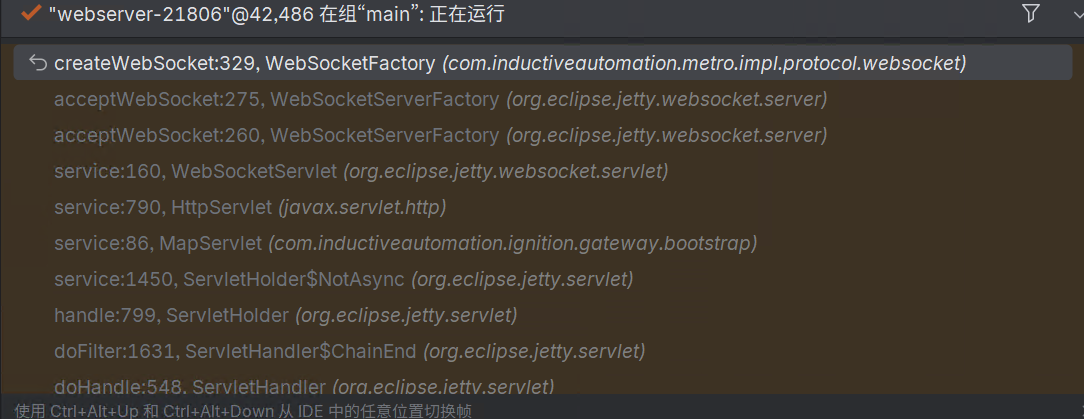 "webserver-21806"@42,486 在组“main”: 正在运行
createWebSocket:329, WebSocketFactory (com.inductiveautomation.metro.impl.protocol.websocket)
acceptWebSocket:275, WebSocketServerFactory (org.eclipse.jetty.websocket.server)
acceptWebSocket:260, WebSocketServerFactory (org.eclipse.jetty.websocket.server)
service:160, WebSocketServlet (org.eclipse.jetty.websocket.servlet)
service:790, HttpServlet (javax.servlet.http)
service:86, MapServlet (com.inductiveautomation.ignition.gateway.bootstrap)
service:1450, ServletHolder$NotAsync (org.eclipse.jetty.servlet)
handle:799, ServletHolder (org.eclipse.jetty.servlet)
doFilter:1631, ServletHandler$ChainEnd (org.eclipse.jetty.servlet)
doHandle:548, ServletHandler (org.eclipse.jetty.servlet)
使用 Ctrl+Alt+Up 和 Ctrl+Alt+Down 从 IDE 中的任意位置切换帧